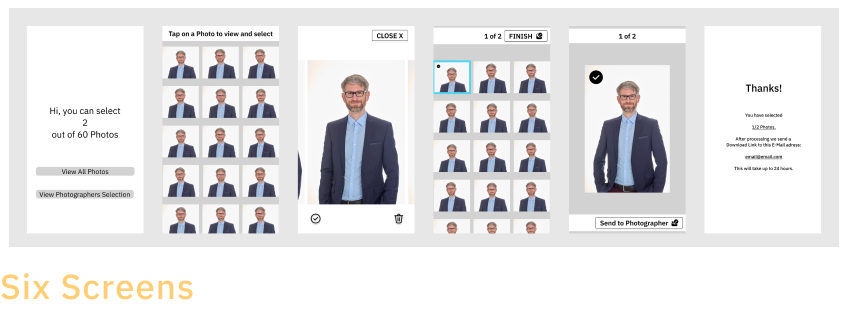 Hi, you can select
2
out of 60 Photos
View All Photos
View Photographers Selection
Tap on a Photo to view and select
CLOSE X
1 of 2 FINISH
1 of 2
Send to Photographer
Thanks!
You have selected
1/2 Photos.
After processing we send a
Download Link to this E-Mail adress:
email@email.com
This will take up to 24 hours.
Six Screens